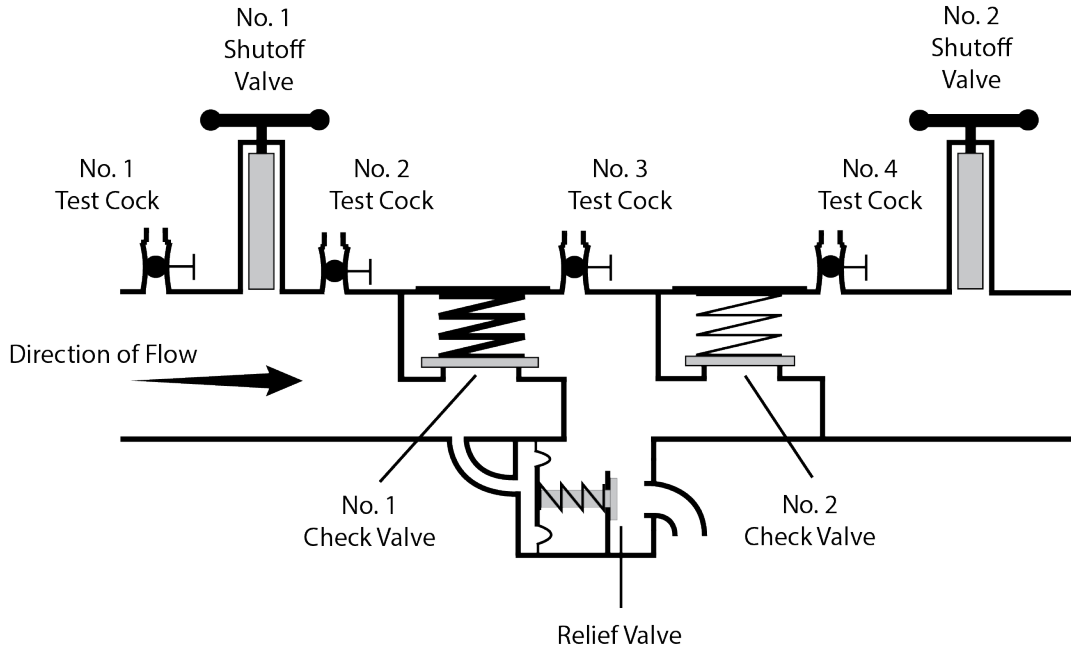 No. 1
Shutoff
Valve
No. 2
Shutoff
Valve
No. 1
Test Cock
No. 2
Test Cock
No. 3
Test Cock
No. 4
Test Cock
Direction of Flow
No. 1
Check Valve
No. 2
Check Valve
Relief Valve